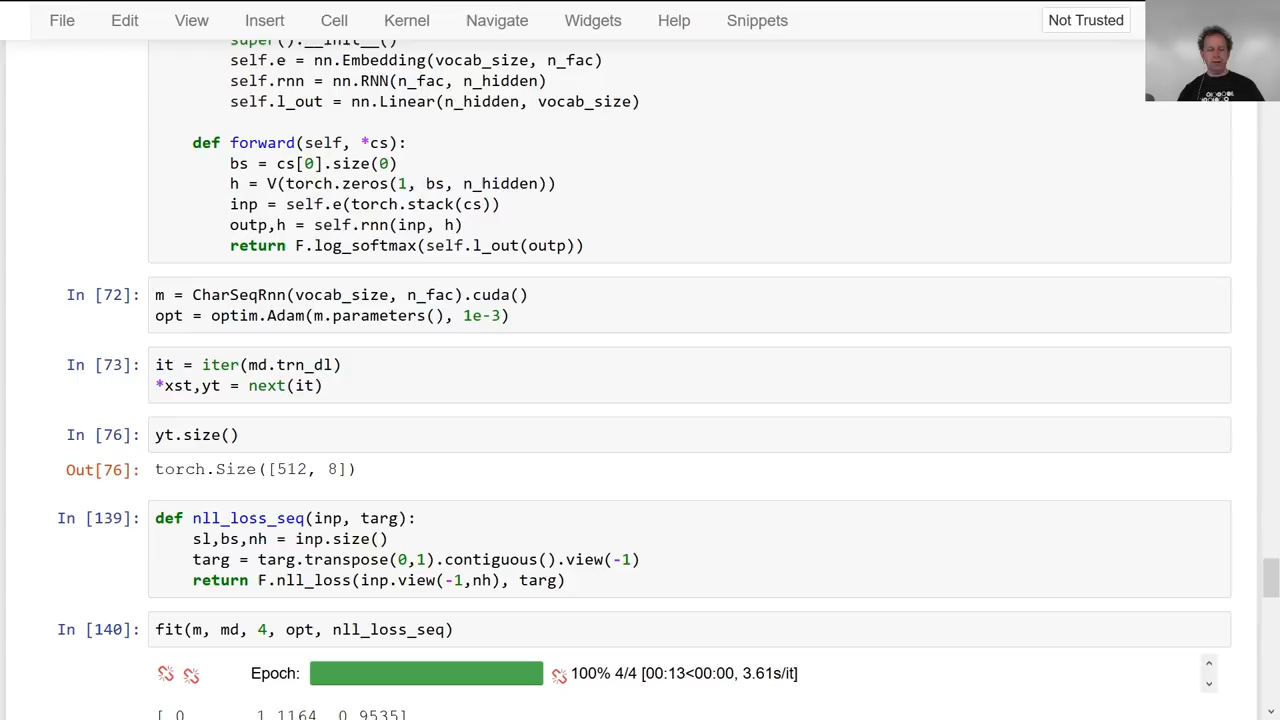 File Edit View Insert Cell Kernel Navigate Widgets Help Snippets Not Trusted
super().__init__()
self.e = nn.Embedding(vocab_size, n_fac)
self.rnn = nn.RNN(n_fac, n_hidden)
self.l_out = nn.Linear(n_hidden, vocab_size)
def forward(self, *cs):
bs = cs[0].size(0)
h = V(torch.zeros(1, bs, n_hidden))
inp = self.e(torch.stack(cs))
outp,h = self.rnn(inp, h)
return F.log_softmax(self.l_out(outp))
In [72]: m = CharSeqRnn(vocab_size, n_fac).cuda()
opt = optim.Adam(m.parameters(), 1e-3)
In [73]: it = iter(md.trn_dl)
*xst,yt = next(it)
In [76]: yt.size()
Out[76]: torch.Size([512, 8])
In [139]: def nll_loss_seq(inp, targ):
sl,bs,nh = inp.size()
targ = targ.transpose(0,1).contiguous().view(-1)
return F.nll_loss(inp.view(-1,nh), targ)
In [140]: fit(m, md, 4, opt, nll_loss_seq)
Epoch: 100% 4/4 [00:13<00:00, 3.61s/it]
[ 0 1.1164 0.9535]